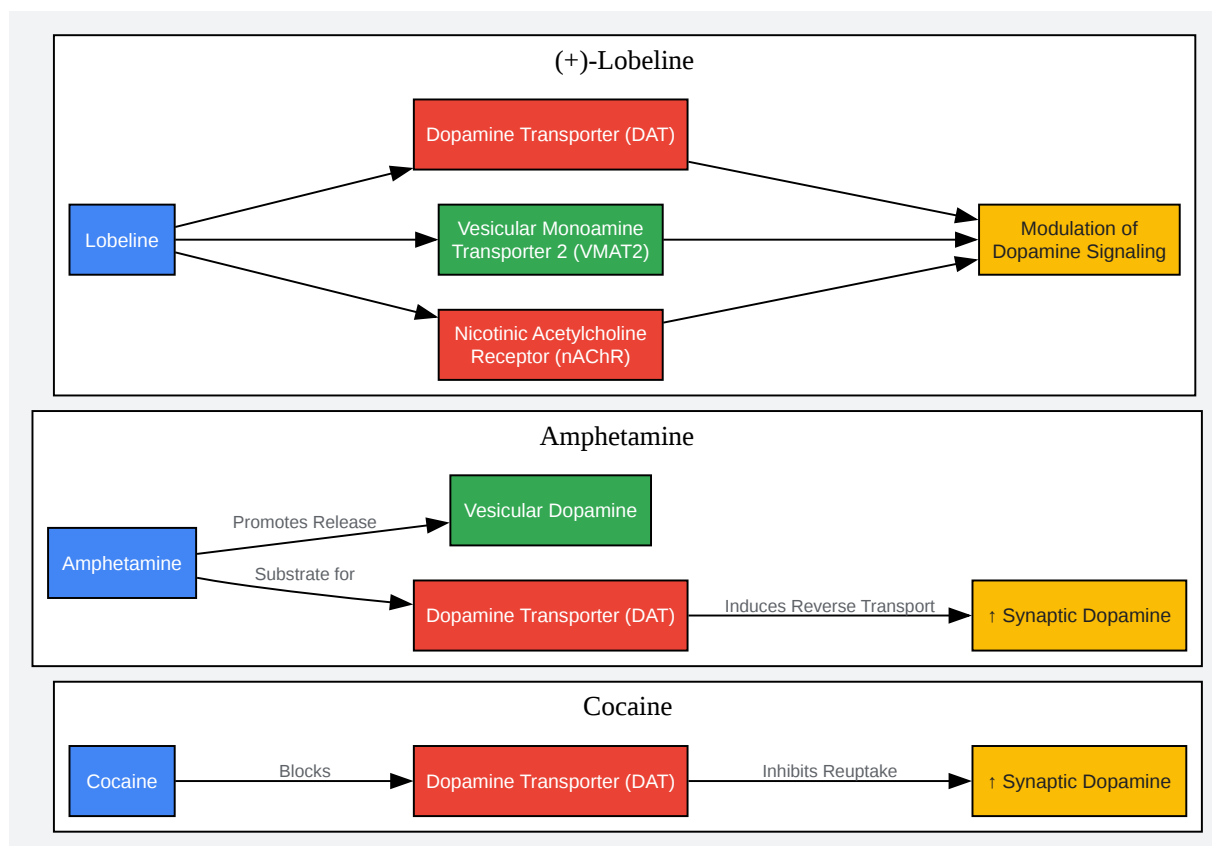 (+)-Lobeline
Dopamine Transporter (DAT)
Lobeline
Vesicular Monoamine
Transporter 2 (VMAT2)
Modulation of
Dopamine Signaling
Nicotinic Acetylcholine
Receptor (nAChR)
Amphetamine
Vesicular Dopamine
Promotes Release
Amphetamine
Substrate for
Dopamine Transporter (DAT)
Induces Reverse Transport
↑ Synaptic Dopamine
Cocaine
Cocaine
Blocks
Dopamine Transporter (DAT)
Inhibits Reuptake
↑ Synaptic Dopamine